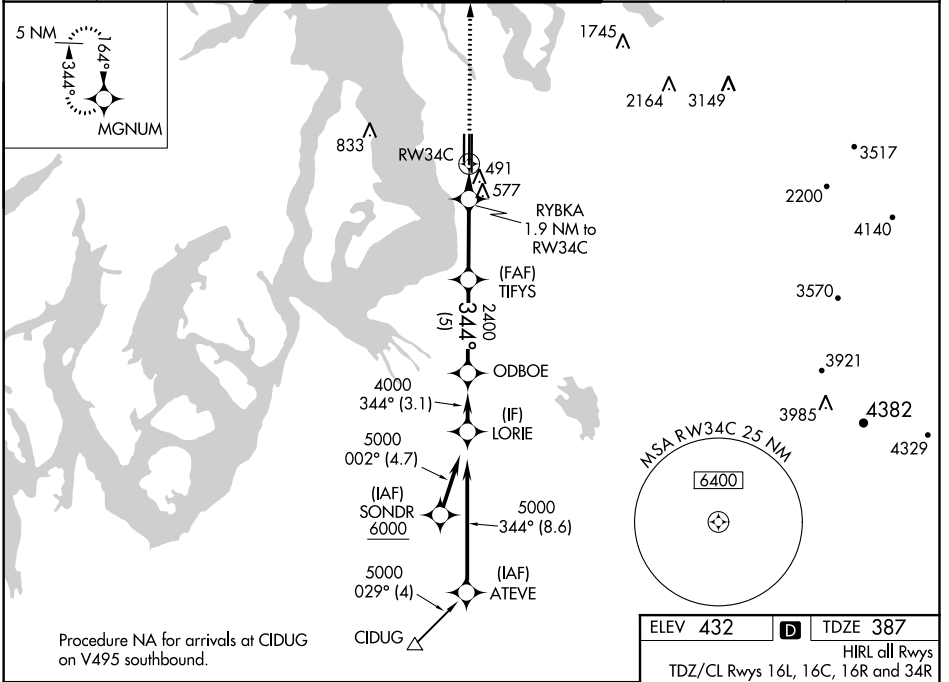 5 NM
164°
344°
MGNUM
1745
2164
3149
833
RW34C
491
577
3517
2200
4140
RYBKA
1.9 NM to
RW34C
(FAF)
TIFYS
3570
2400
344°
(5)
ODBOE
3921
4000
344° (3.1)
(IF)
LORIE
3985
4382
4329
5000
002° (4.7)
MSA RW34C 25 NM
6400
(IAF)
SONDR
6000
5000
344° (8.6)
5000
029° (4)
(IAF)
ATEVE
CIDUG
Procedure NA for arrivals at CIDUG
on V495 southbound.
ELEV 432
D
TDZE 387
HIRL all Rwys
TDZ/CL Rwys 16L, 16C, 16R and 34R